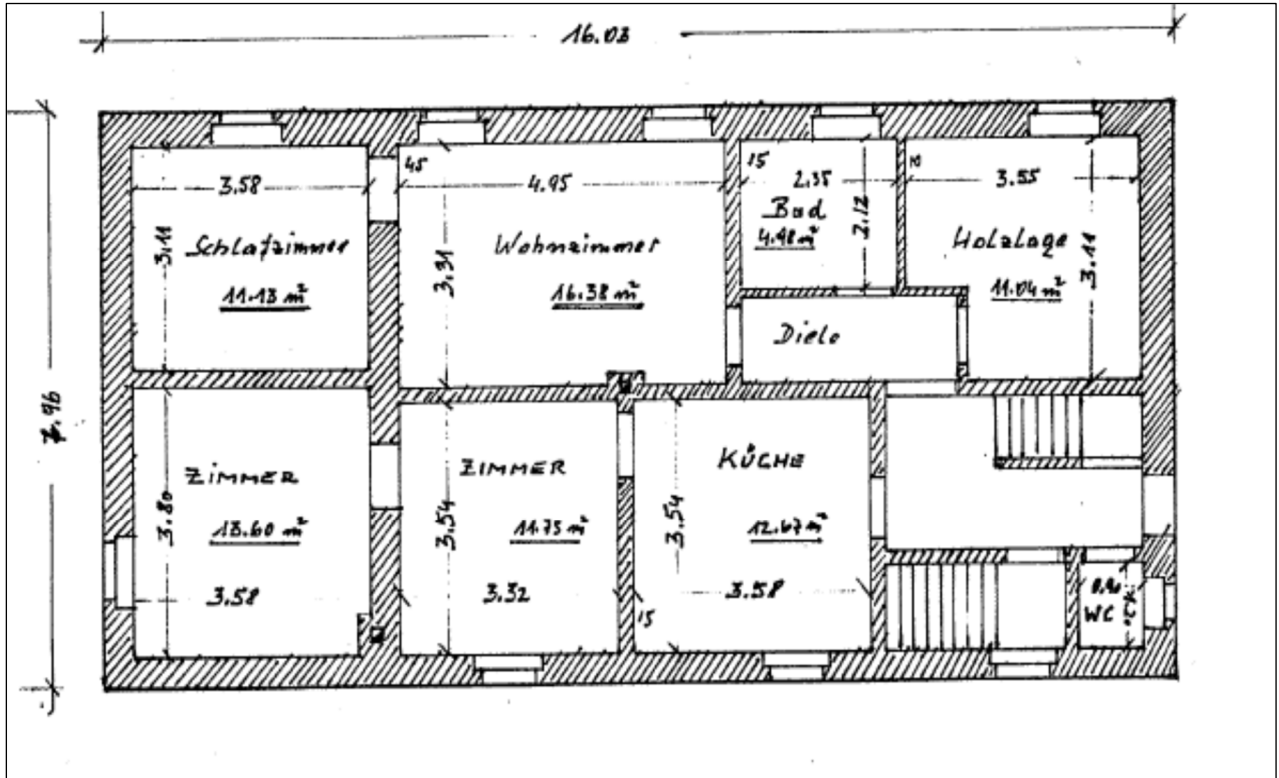 16.03
7.96
3.58
3.11
Schlafzimmer
11.13 m²
45
4.95
3.31
Wohnzimmer
16.38 m²
15
2.35
2.12
Bad
4.98 m²
10
3.55
3.11
Holzlage
11.04 m²
Diele
ZIMMER
3.80
13.60 m²
3.58
ZIMMER
3.54
11.75 m²
3.32
KÜCHE
3.54
12.67 m²
3.58
15
0.90
WC